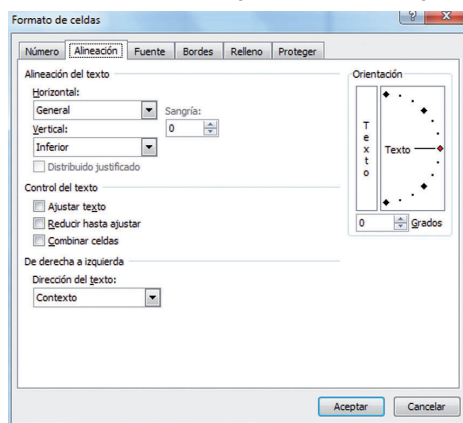 Formato de celdas
Número Alineación Fuente Bordes Relleno Proteger
Alineación del texto
Horizontal:
General
Sangría:
Vertical:
0
Inferior
Distribuido justificado
Control del texto
Ajustar texto
Reducir hasta ajustar
Combinar celdas
De derecha a izquierda
Dirección del texto:
Contexto
Orientación
Texto
Texto
0 Grados
Aceptar Cancelar